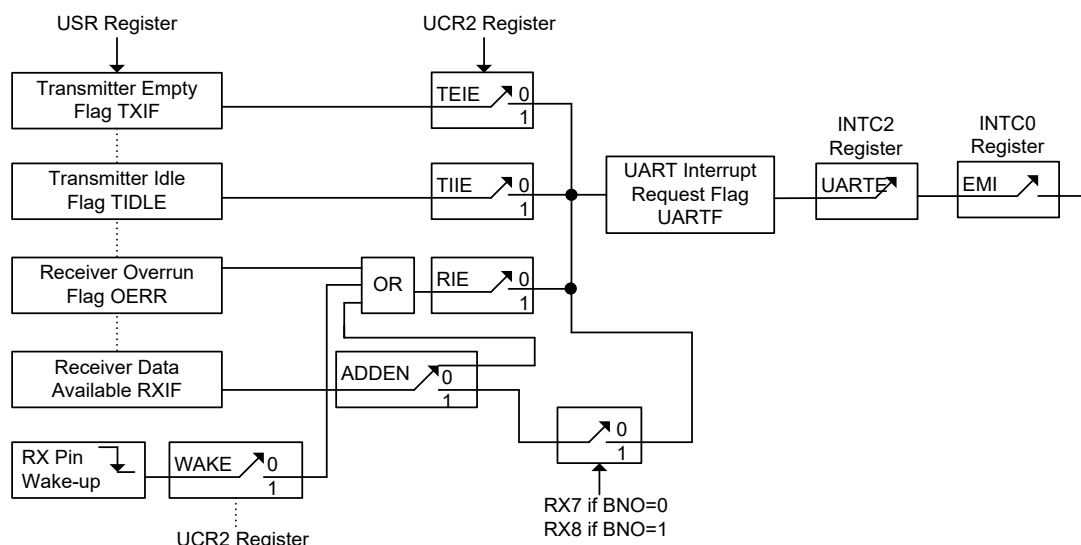 USR Register
UCR2 Register
Transmitter Empty
Flag TXIF
TEIE
0
1
INTC2
Register
INTC0
Register
Transmitter Idle
Flag TIDLE
TIIE
0
1
UART Interrupt
Request Flag
UARTF
UARTE
EMI
Receiver Overrun
Flag OERR
OR
RIE
0
1
Receiver Data
Available RXIF
ADDEN
0
1
0
1
RX Pin
Wake-up
WAKE
0
1
RX7 if BNO=0
RX8 if BNO=1
UCR2 Register